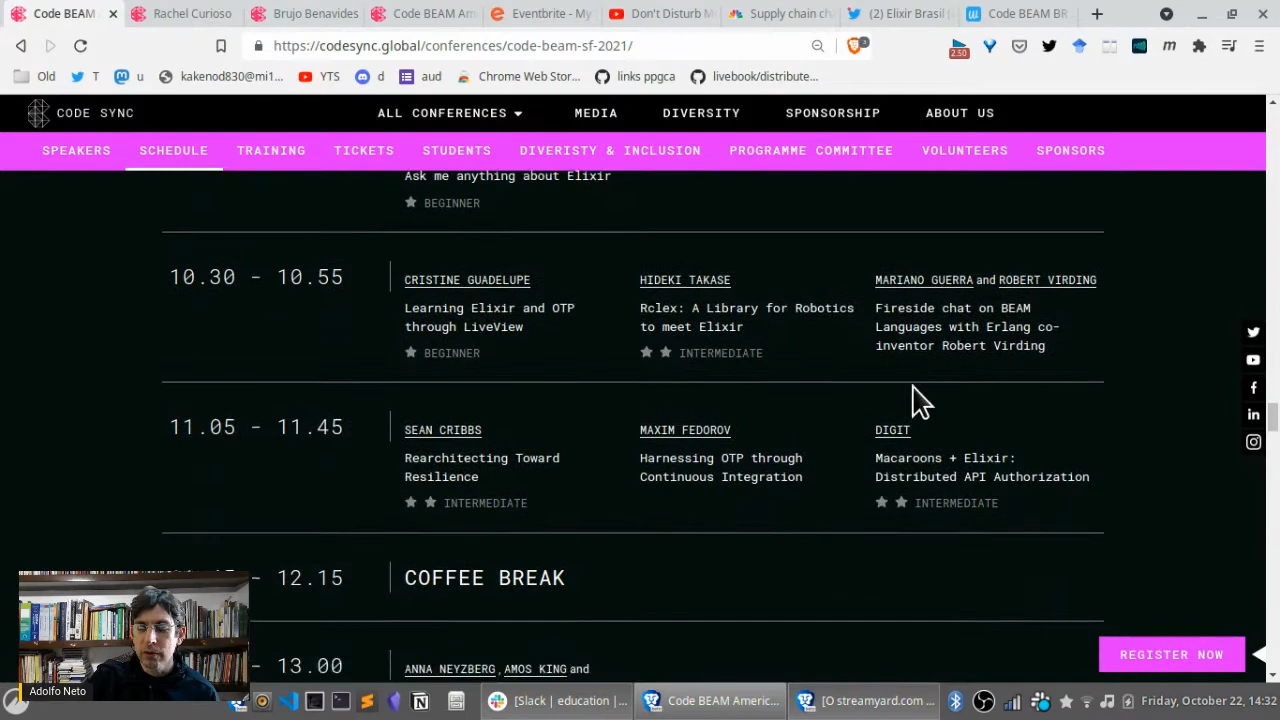 Code BEAM
Rachel Curioso
Brujo Benavides
Code BEAM Am
Eventbrite - My
Don't Disturb M
Supply chain ch
(2) Elixir Brasil (
Code BEAM BR
https://codesync.global/conferences/code-beam-sf-2021/
3
2.50
m
Old
T
u
kakenod830@mi1...
YTS
d
aud
Chrome Web Stor...
links ppgca
livebook/distribute...
CODE SYNC
ALL CONFERENCES
MEDIA
DIVERSITY
SPONSORSHIP
ABOUT US
SPEAKERS
SCHEDULE
TRAINING
TICKETS
STUDENTS
DIVERISTY & INCLUSION
PROGRAMME COMMITTEE
VOLUNTEERS
SPONSORS
Ask me anything about Elixir
BEGINNER
10.30 - 10.55
CRISTINE GUADELUPE
Learning Elixir and OTP
through LiveView
BEGINNER
HIDEKI TAKASE
Rclex: A Library for Robotics
to meet Elixir
INTERMEDIATE
MARIANO GUERRA and ROBERT VIRDING
Fireside chat on BEAM
Languages with Erlang co-
inventor Robert Virding
11.05 - 11.45
SEAN CRIBBS
Rearchitecting Toward
Resilience
INTERMEDIATE
MAXIM FEDOROV
Harnessing OTP through
Continuous Integration
DIGIT
Macaroons + Elixir:
Distributed API Authorization
INTERMEDIATE
- 12.15
COFFEE BREAK
- 13.00
ANNA NEYZBERG, AMOS KING and
REGISTER NOW
Adolfo Neto
[Slack | education |...
Code BEAM Americ...
[O streamyard.com ...
Friday, October 22, 14:32